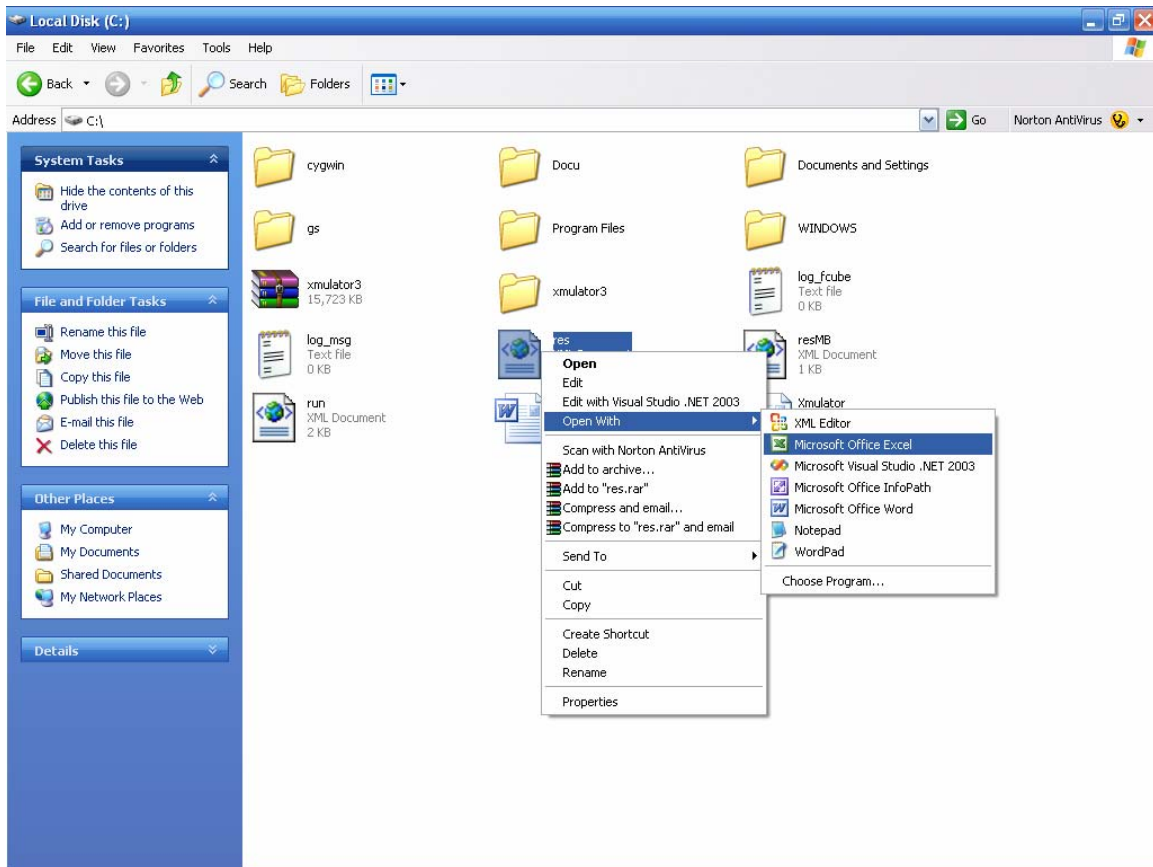 Local Disk (C:)
File Edit View Favorites Tools Help
Back Search Folders
Address C:\ Go Norton AntiVirus
System Tasks
Hide the contents of this
drive
Add or remove programs
Search for files or folders
File and Folder Tasks
Rename this file
Move this file
Copy this file
Publish this file to the Web
E-mail this file
Delete this file
Other Places
My Computer
My Documents
Shared Documents
My Network Places
Details
cygwin
Docu
Documents and Settings
gs
Program Files
WINDOWS
xmulator3
15,723 KB
xmulator3
log_fcube
Text file
0 KB
log_msg
Text file
0 KB
res
resMB
XML Document
1 KB
run
XML Document
2 KB
Xmulator
Open
Edit
Edit with Visual Studio .NET 2003
Open With
Scan with Norton AntiVirus
Add to archive...
Add to "res.rar"
Compress and email...
Compress to "res.rar" and email
Send To
Cut
Copy
Create Shortcut
Delete
Rename
Properties
XML Editor
Microsoft Office Excel
Microsoft Visual Studio .NET 2003
Microsoft Office InfoPath
Microsoft Office Word
Notepad
WordPad
Choose Program...